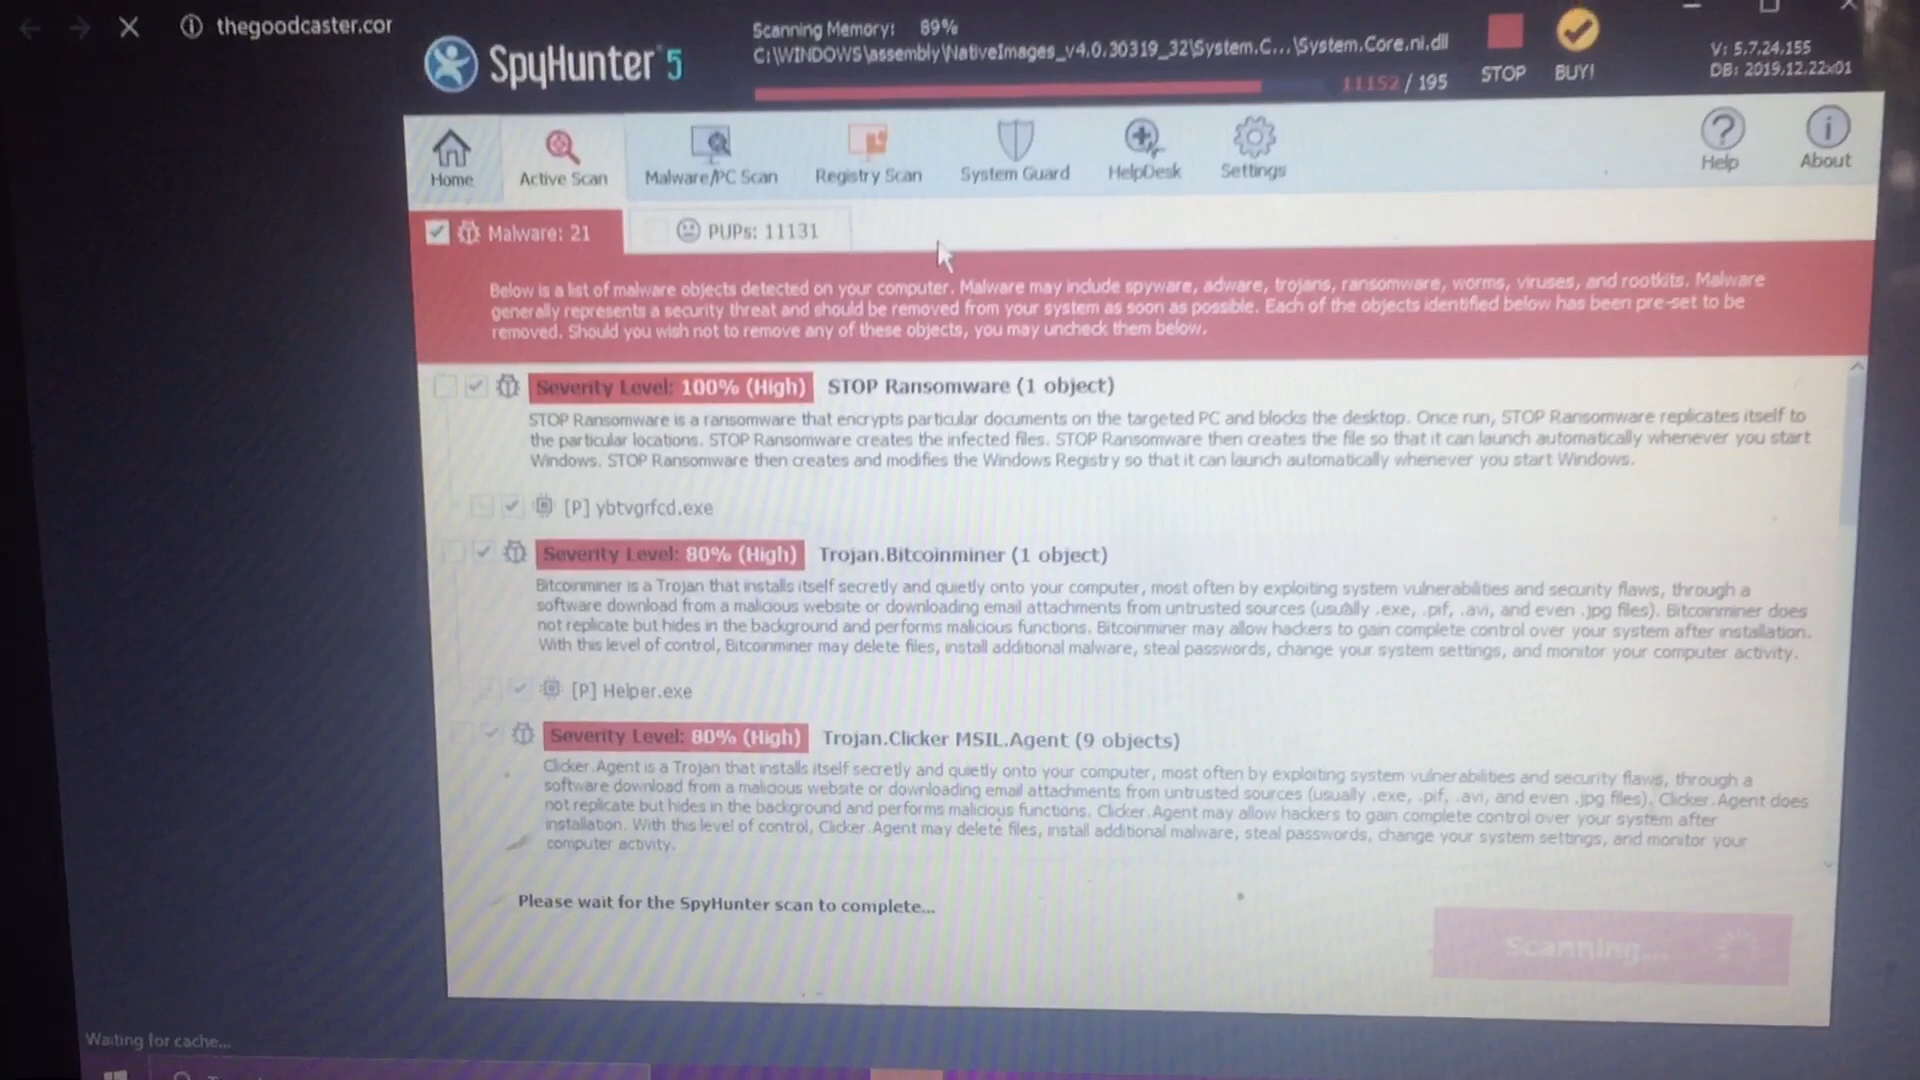 thegoodcaster.cor
SpyHunter 5
Scanning Memory: 89%
C:\WINDOWS\assembly\NativeImages_v4.0.30319_32\System.C...\System.Core.ni.dll
11152 / 195
STOP
BUY!
V: 5.7.24.155
DB: 2019.12.22x01
Home
Active Scan
Malware/PC Scan
Registry Scan
System Guard
HelpDesk
Settings
Help
About
Malware: 21
PUPs: 11131
Below is a list of malware objects detected on your computer. Malware may include spyware, adware, trojans, ransomware, worms, viruses, and rootkits. Malware
generally represents a security threat and should be removed from your system as soon as possible. Each of the objects identified below has been pre-set to be
removed. Should you wish not to remove any of these objects, you may uncheck them below.
Severity Level: 100% (High) STOP Ransomware (1 object)
STOP Ransomware is a ransomware that encrypts particular documents on the targeted PC and blocks the desktop. Once run, STOP Ransomware replicates itself to
the particular locations. STOP Ransomware creates the infected files. STOP Ransomware then creates the file so that it can launch automatically whenever you start
Windows. STOP Ransomware then creates and modifies the Windows Registry so that it can launch automatically whenever you start Windows.
[P] ybtvgrfcd.exe
Severity Level: 80% (High) Trojan.Bitcoinminer (1 object)
Bitcoinminer is a Trojan that installs itself secretly and quietly onto your computer, most often by exploiting system vulnerabilities and security flaws, through a
software download from a malicious website or downloading email attachments from untrusted sources (usually .exe, .pif, .avi, and even .jpg files). Bitcoinminer does
not replicate but hides in the background and performs malicious functions. Bitcoinminer may allow hackers to gain complete control over your system after installation.
With this level of control, Bitcoinminer may delete files, install additional malware, steal passwords, change your system settings, and monitor your computer activity.
[P] Helper.exe
Severity Level: 80% (High) Trojan.Clicker MSIL.Agent (9 objects)
Clicker.Agent is a Trojan that installs itself secretly and quietly onto your computer, most often by exploiting system vulnerabilities and security flaws, through a
software download from a malicious website or downloading email attachments from untrusted sources (usually .exe, .pif, .avi, and even .jpg files). Clicker.Agent does
not replicate but hides in the background and performs malicious functions. Clicker.Agent may allow hackers to gain complete control over your system after
installation. With this level of control, Clicker.Agent may delete files, install additional malware, steal passwords, change your system settings, and monitor your
computer activity.
Please wait for the SpyHunter scan to complete...
Scanning...
Waiting for cache...